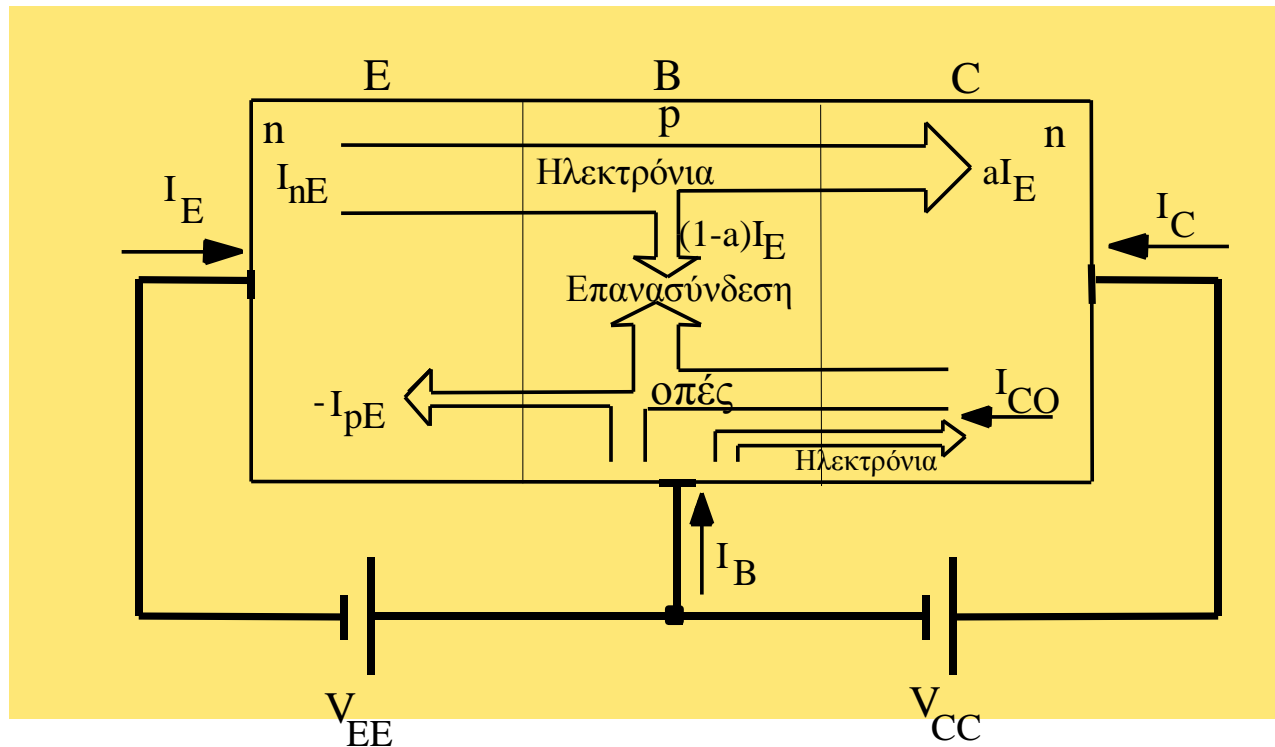 E B C
n p n
I_nE Ηλεκτρόνια aI_E
I_E I_C
(1-a)I_E
Επανασύνδεση
-I_pE οπές I_CO
Ηλεκτρόνια
I_B
V_EE V_CC